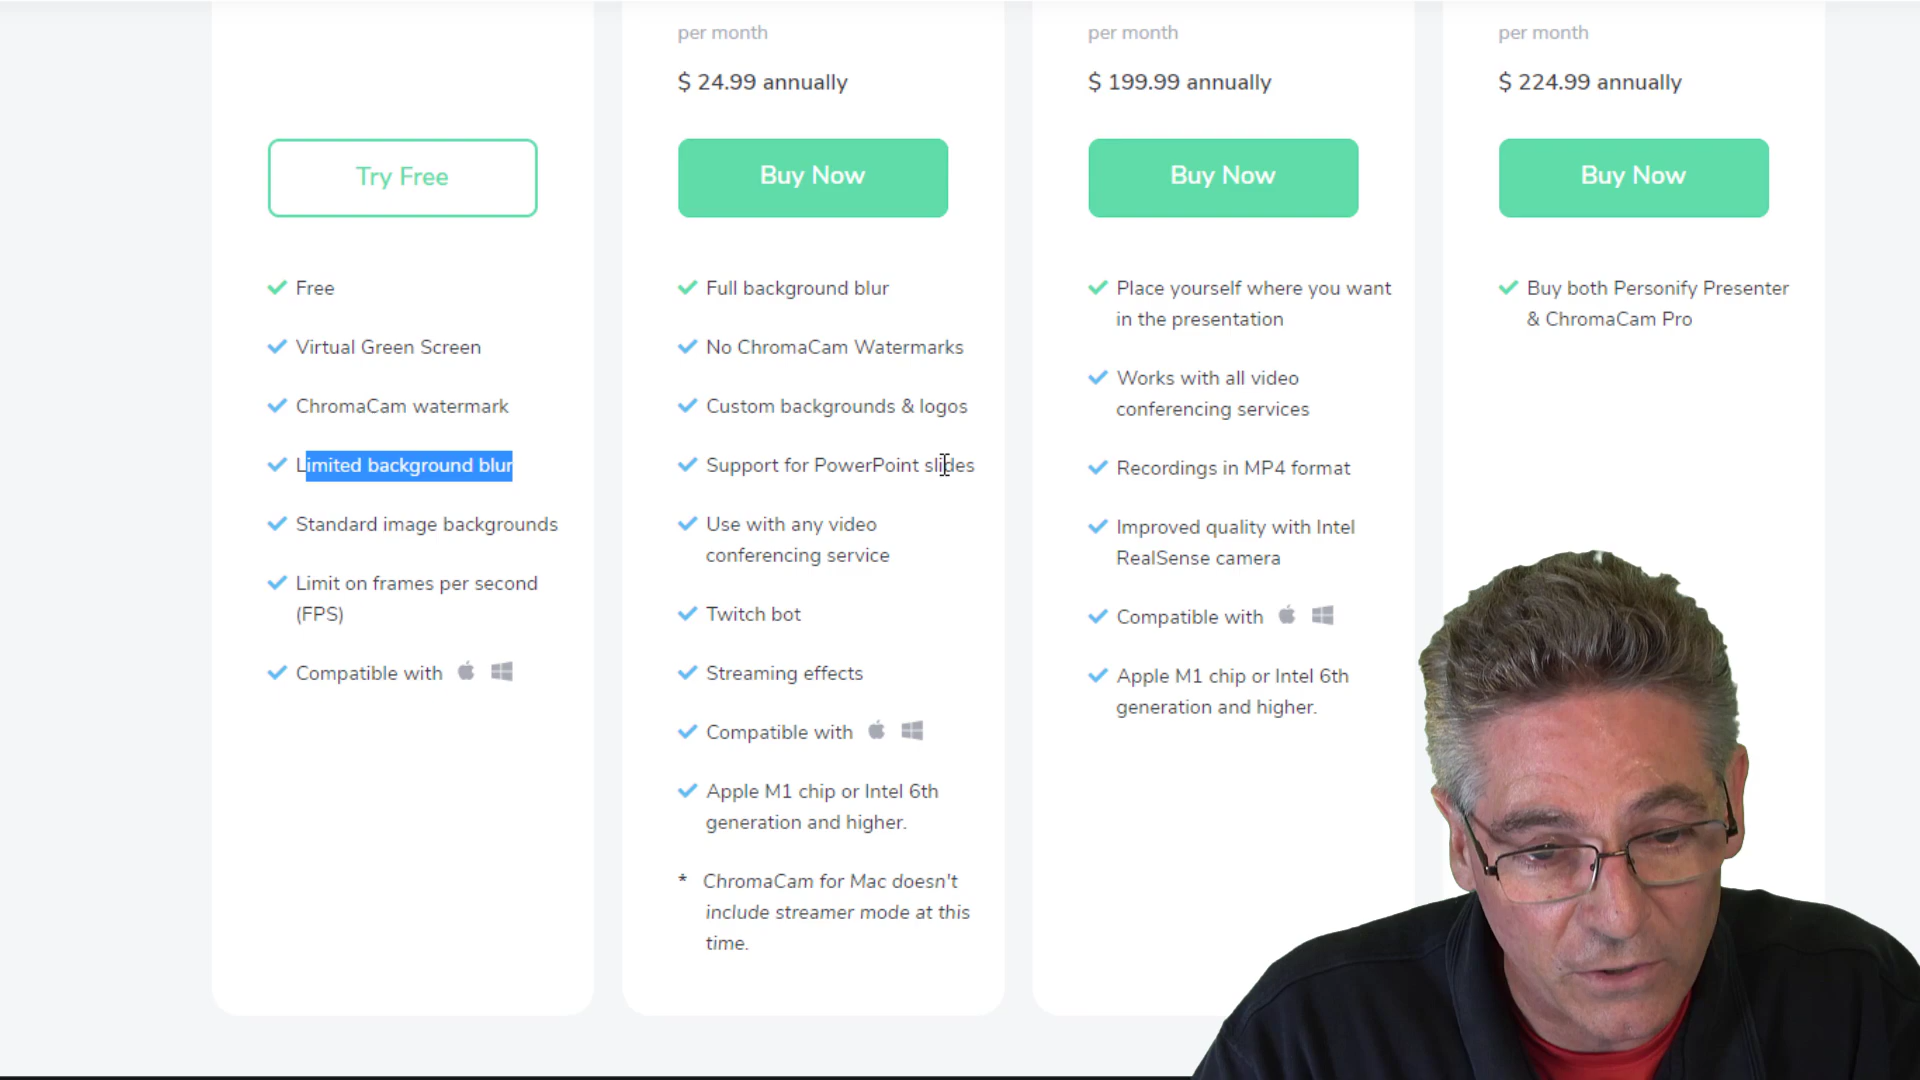 Try Free
Free
Virtual Green Screen
ChromaCam watermark
Limited background blur
Standard image backgrounds
Limit on frames per second
(FPS)
Compatible with
per month
$ 24.99 annually
Buy Now
Full background blur
No ChromaCam Watermarks
Custom backgrounds & logos
Support for PowerPoint slides
Use with any video
conferencing service
Twitch bot
Streaming effects
Compatible with
Apple M1 chip or Intel 6th
generation and higher.
* ChromaCam for Mac doesn't
include streamer mode at this
time.
per month
$ 199.99 annually
Buy Now
Place yourself where you want
in the presentation
Works with all video
conferencing services
Recordings in MP4 format
Improved quality with Intel
RealSense camera
Compatible with
Apple M1 chip or Intel 6th
generation and higher.
per month
$ 224.99 annually
Buy Now
Buy both Personify Presenter
& ChromaCam Pro